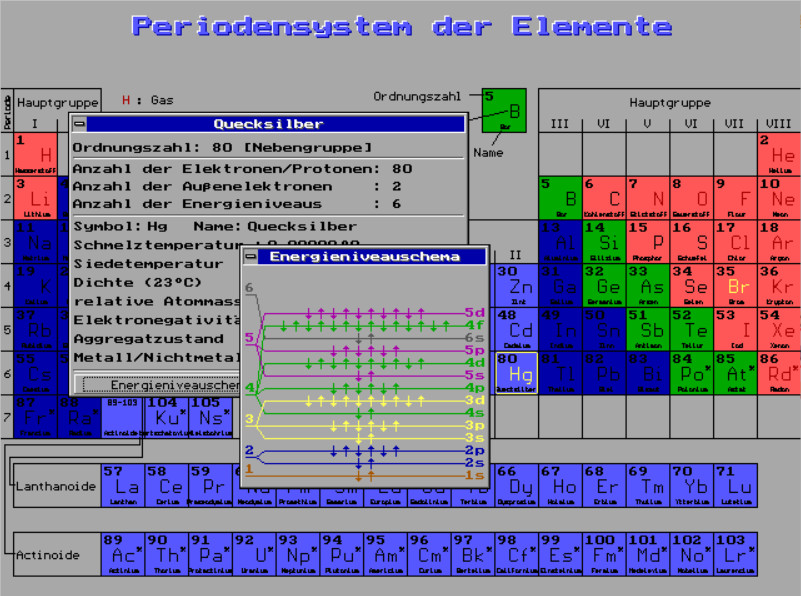 Periodensystem der Elemente
Periode
Hauptgruppe
H : Gas
Ordnungszahl
5
B
Bor
Name
Hauptgruppe
I
II
III VI V VI VII VIII
1
1
H
Wasserstoff
2
He
Helium
2
3
Li
Lithium
5
B
Bor
6
C
Kohlenstoff
7
N
Stickstoff
8
O
Sauerstoff
9
F
Fluor
10
Ne
Neon
3
11
Na
13
Al
14
Si
Silizium
15
P
Phosphor
16
S
Schwefel
17
Cl
Chlor
18
Ar
Argon
4
19
K
30
Zn
Zink
31
Ga
32
Ge
Germanium
33
As
Arsen
34
Se
Selen
35
Br
Brom
36
Kr
Krypton
5
37
Rb
48
Cd
Cadmium
49
In
50
Sn
51
Sb
Antimon
52
Te
Tellur
53
I
Iod
54
Xe
Xenon
6
55
Cs
80
Hg
Quecksilber
81
Tl
82
Pb
83
Bi
84
Po*
Polonium
85
At*
Astat
86
Rd*
Radon
7
87
Fr*
88
Ra*
89-103
Actinoide
104
Ku*
105
Ns*
Quecksilber
Ordnungszahl: 80 [Nebengruppe]
Anzahl der Elektronen/Protonen: 80
Anzahl der Außenelektronen : 2
Anzahl der Energieniveaus : 6
Symbol: Hg Name: Quecksilber
Schmelztemperatur
Siedetemperatur
Dichte (23°C)
relative Atommass
Elektronegativitä
Aggregatzustand
Metall/Nichtmetal
Energieniveauschem
Energieniveauschema
6
5
4
3
2
1
5d
4f
6s
5p
4d
5s
4p
3d
4s
3p
3s
2p
2s
1s
Lanthanoide
57
La
Lanthan
58
Ce
Cerium
59
Pr
Praseodymium
66
Dy
Dysprosium
67
Ho
Holmium
68
Er
Erbium
69
Tm
Thulium
70
Yb
Ytterbium
71
Lu
Lutetium
Neodymium Promethium Samarium Europium Gadolinium Terbium
Actinoide
89
Ac*
Actinium
90
Th*
Thorium
91
Pa*
Protactinium
92
U*
Uranium
93
Np*
Neptunium
94
Pu*
Plutonium
95
Am*
Americium
96
Cm*
Curium
97
Bk*
Berkelium
98
Cf*
Californium
99
Es*
Einsteinium
100
Fm*
Fermium
101
Md*
Mendelevium
102
No*
Nobelium
103
Lr*
Laurencium